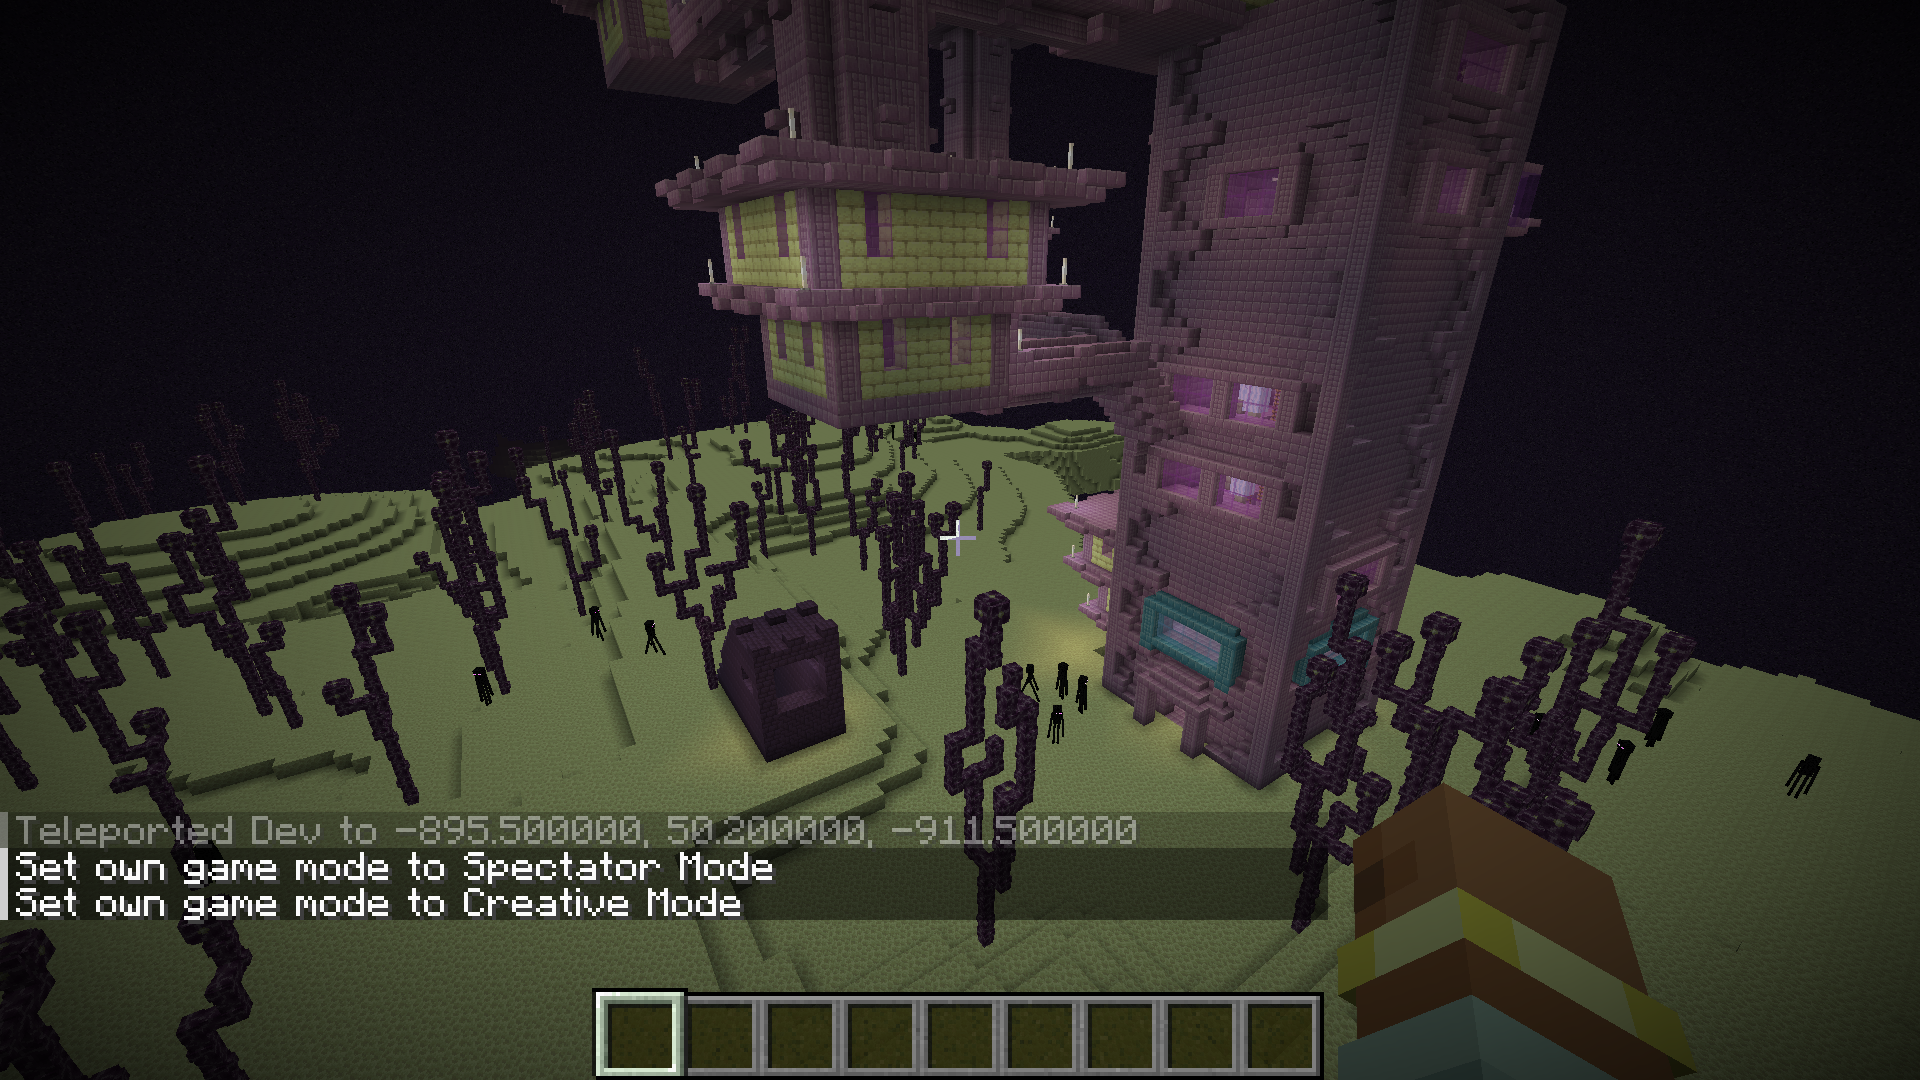 Teleported Dev to -895.500000, 50.200000, -911.500000
Set own game mode to Spectator Mode
Set own game mode to Creative Mode